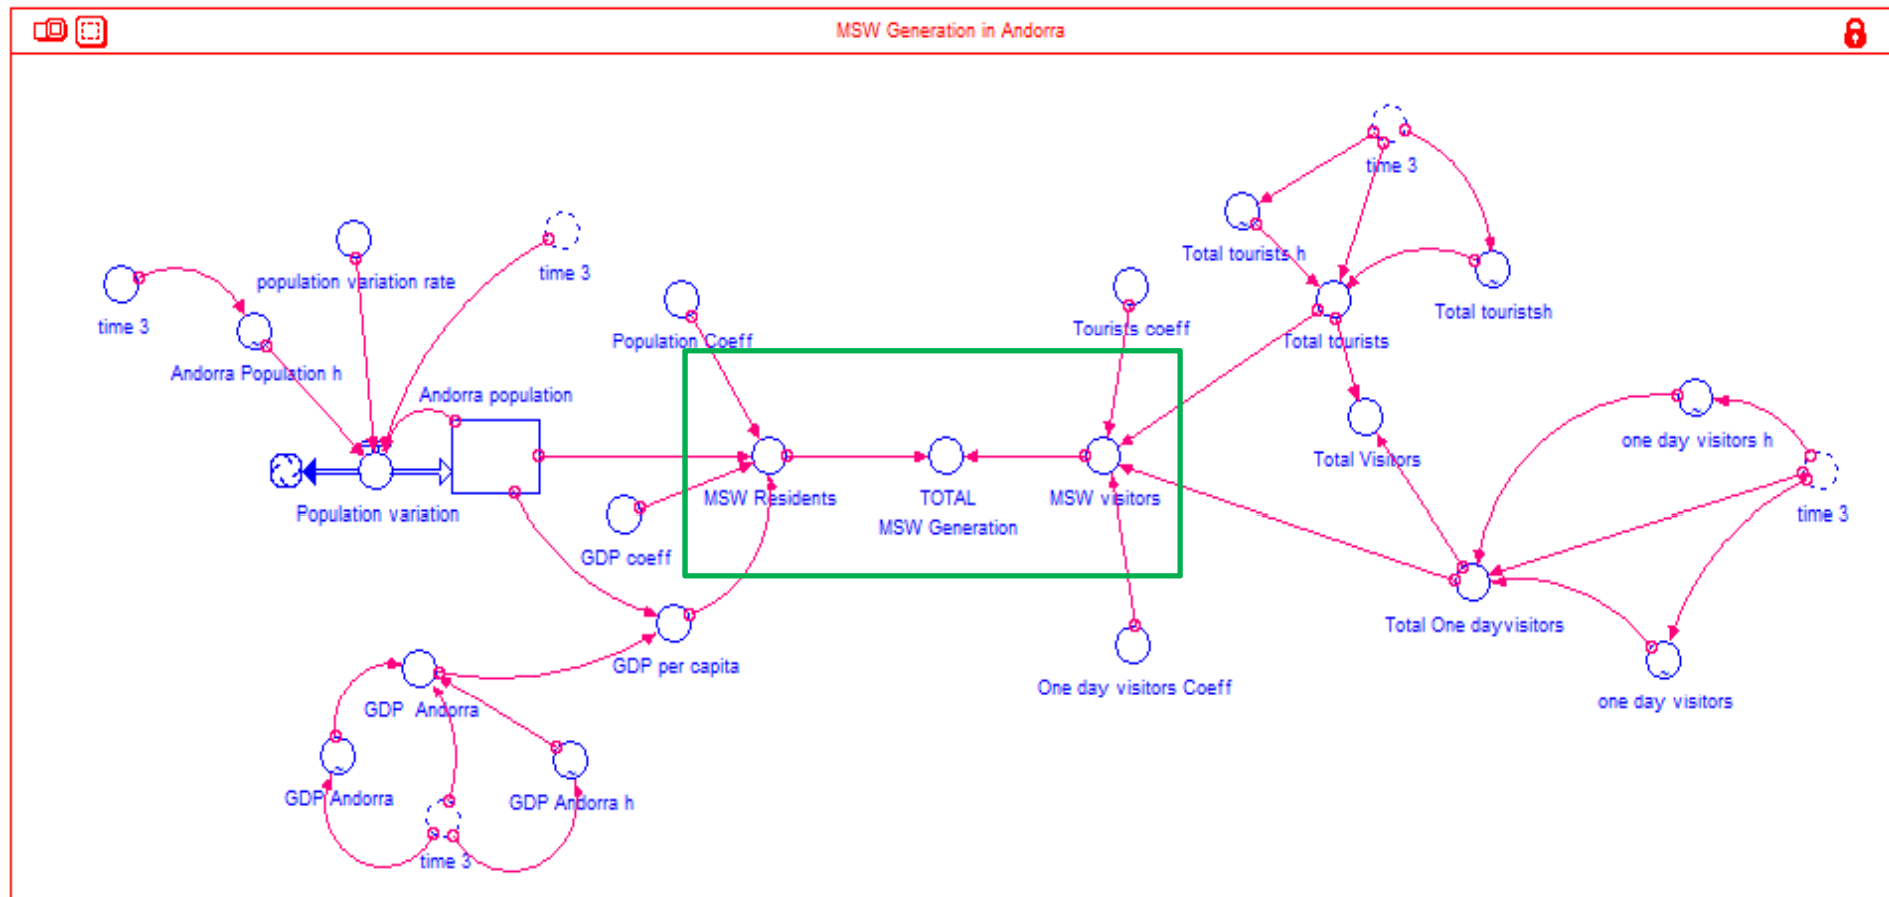 MSW Generation in Andorra
time 3
Total tourists h
time 3
population variation rate
time 3
Total touristsh
time 3
Population Coeff
Tourists coeff
Total tourists
Andorra Population h
Andorra population
one day visitors h
Total Visitors
MSW Residents
TOTAL
MSW Generation
MSW visitors
Population variation
time 3
GDP coeff
Total One dayvisitors
GDP per capita
One day visitors Coeff
one day visitors
GDP Andorra
GDP Andorra
GDP Andorra h
time 3